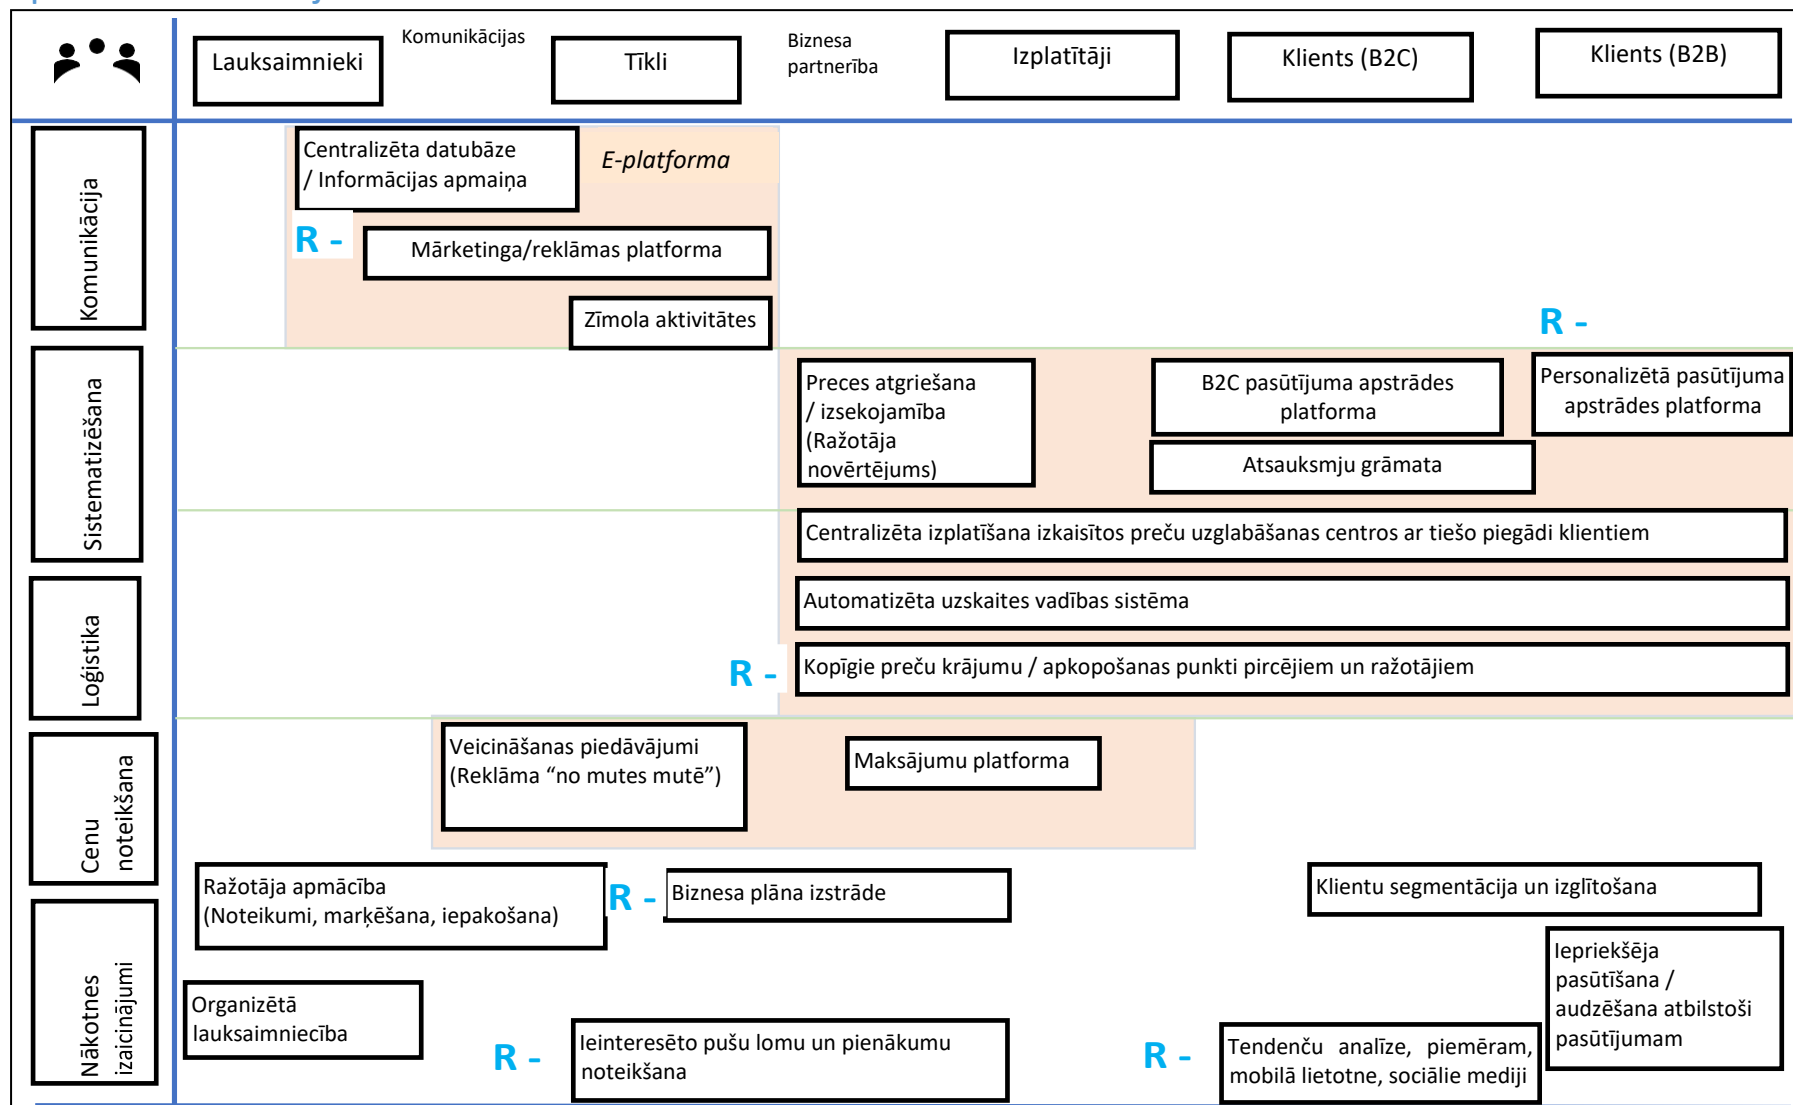 Lauksaimnieki
Komunikācijas
Tīkli
Biznesa
partnerība
Izplatītāji
Klients (B2C)
Klients (B2B)
Komunikācija
Centralizēta datubāze
/ Informācijas apmaiņa
E-platforma
R -
Mārketinga/reklāmas platforma
Zīmola aktivitātes
R -
Sistematizēšana
Preces atgriešana
/ izsekojamība
(Ražotāja
novērtējums)
B2C pasūtījuma apstrādes
platforma
Personalizētā pasūtījuma
apstrādes platforma
Atsauksmju grāmata
Centralizēta izplatīšana izkaisītos preču uzglabāšanas centros ar tiešo piegādi klientiem
Loģistika
Automatizēta uzskaites vadības sistēma
R -
Kopīgie preču krājumu / apkopošanas punkti pircējiem un ražotājiem
Cenu
noteikšana
Veicināšanas piedāvājumi
(Reklāma “no mutes mutē”)
Maksājumu platforma
Nākotnes
izaicinājumi
Ražotāja apmācība
(Noteikumi, marķēšana, iepakošana)
R -
Biznesa plāna izstrāde
Klientu segmentācija un izglītošana
Iepriekšēja
pasūtīšana /
audzēšana atbilstoši
pasūtījumam
Organizētā
lauksaimniecība
R -
Ieinteresēto pušu lomu un pienākumu
noteikšana
R -
Tendenču analīze, piemēram,
mobilā lietotne, sociālie mediji